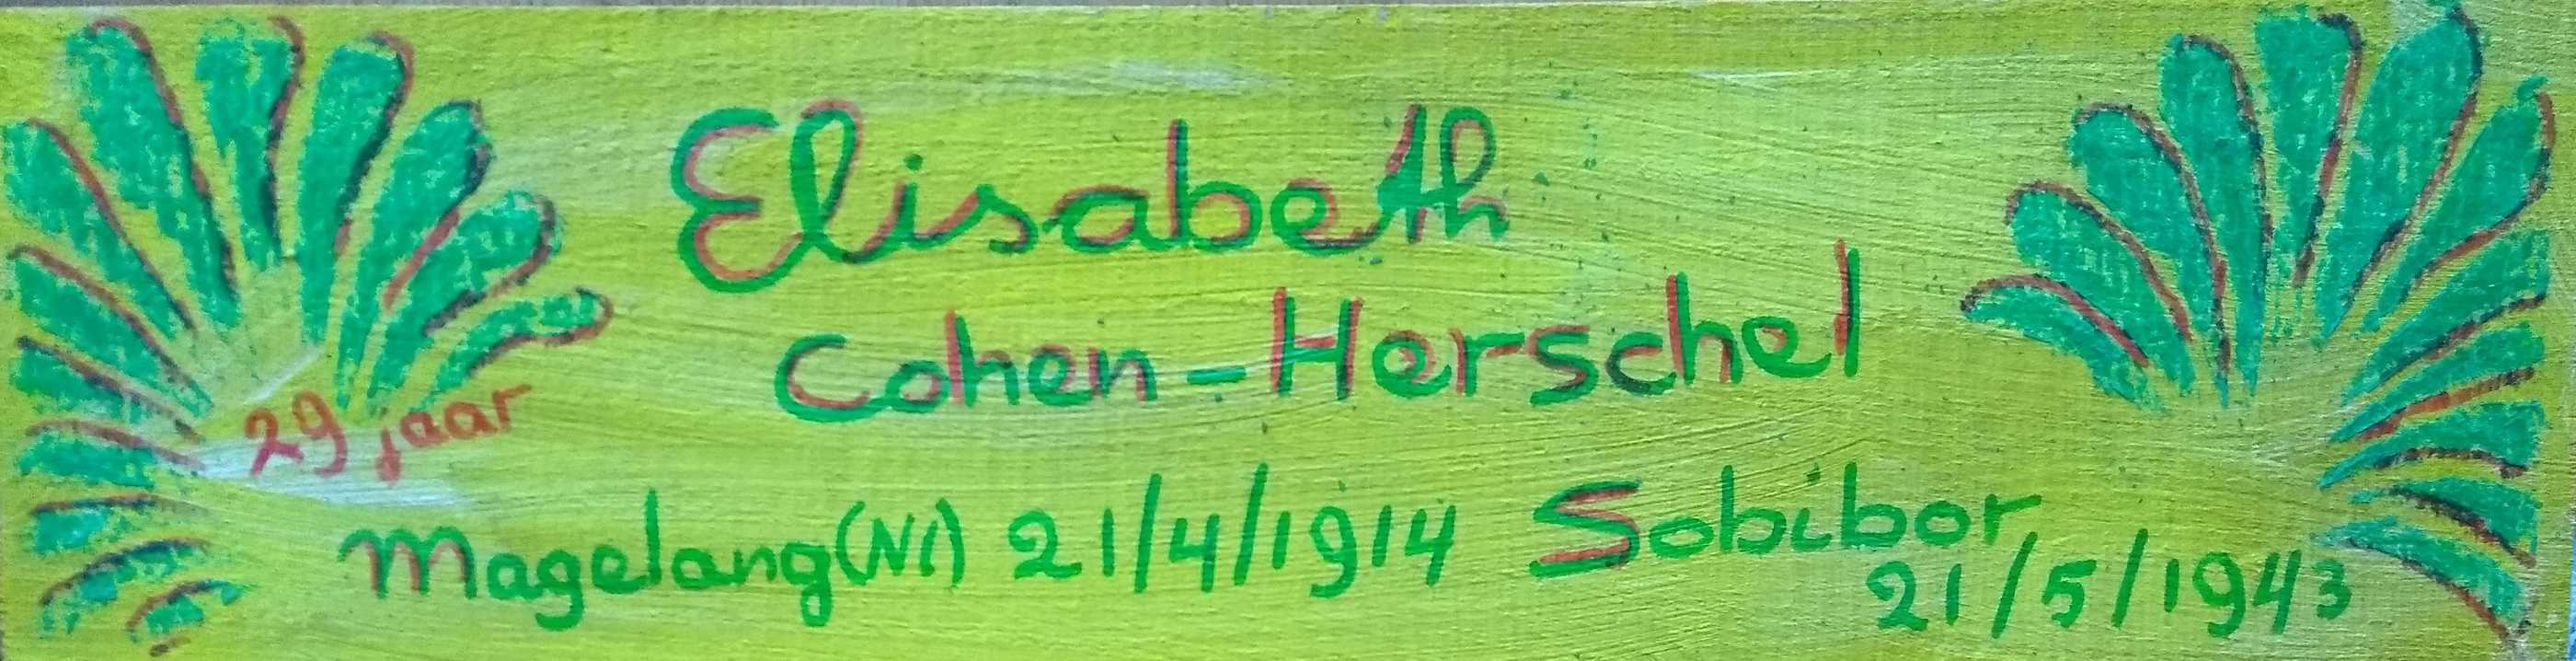 Elisabeth
Cohen-Herschel
29 jaar
Magelang (NI) 21/4/1914 Sobibor
21/5/1943